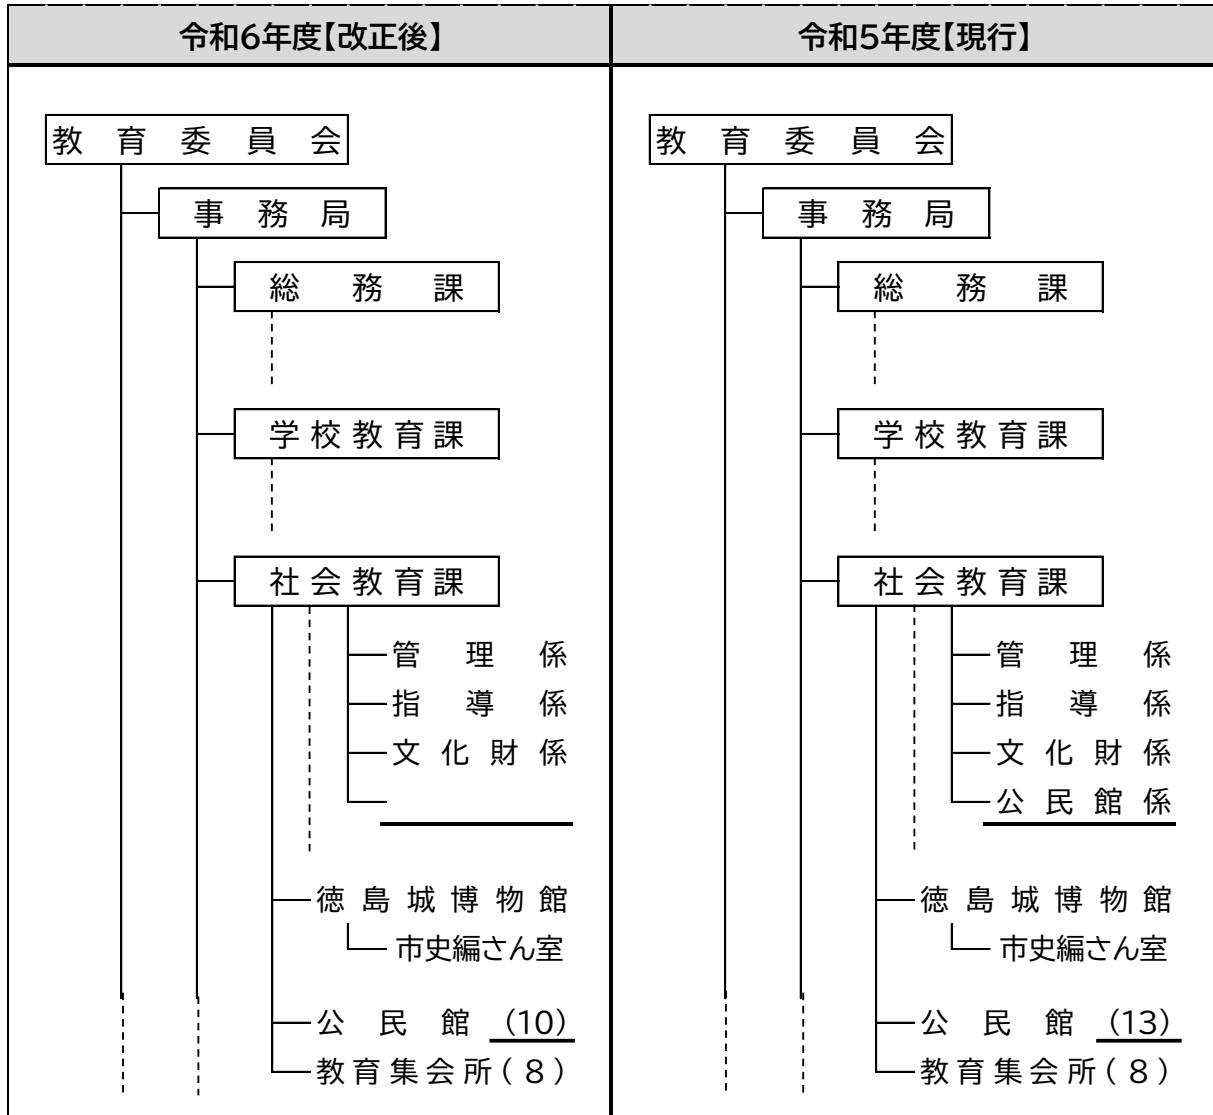 令和6年度【改正後】
教育委員会
事務局
総務課
学校教育課
社会教育課
管理係
指導係
文化財係
徳島城博物館
市史編さん室
公民館 (10)
教育集会所(8)
令和5年度【現行】
教育委員会
事務局
総務課
学校教育課
社会教育課
管理係
指導係
文化財係
公民館係
徳島城博物館
市史編さん室
公民館 (13)
教育集会所(8)